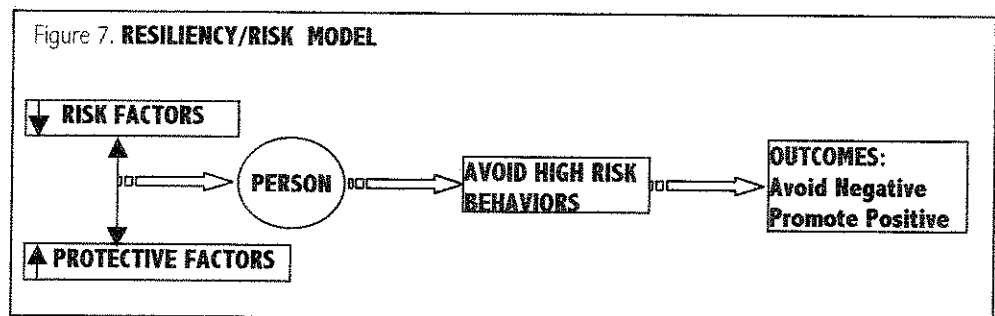 Figure 7. RESILIENCY/RISK MODEL
RISK FACTORS
PERSON
AVOID HIGH RISK
BEHAVIORS
OUTCOMES:
Avoid Negative
Promote Positive
PROTECTIVE FACTORS